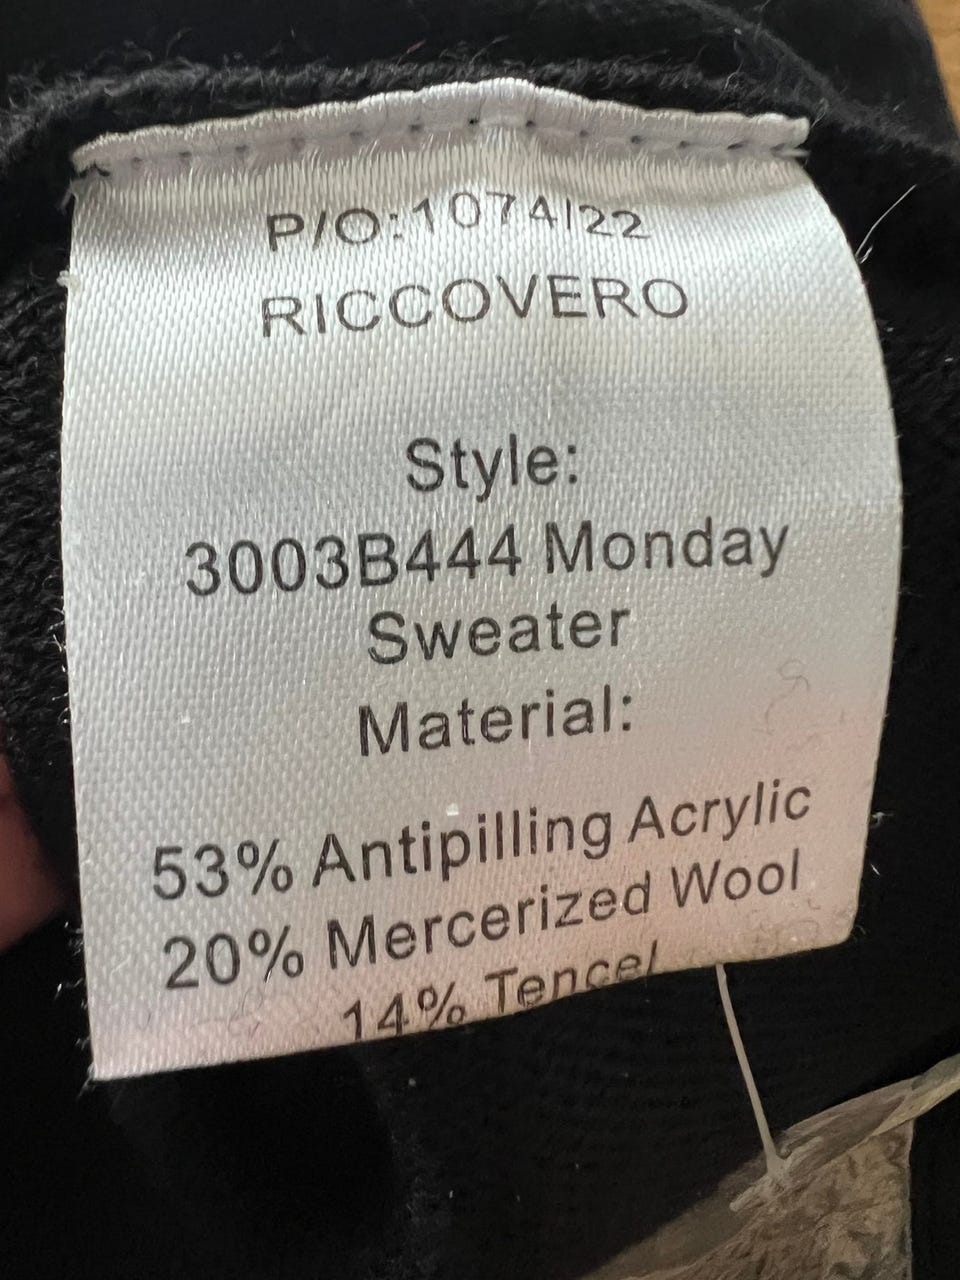 P/O:1074/22
RICCOVERO
Style:
3003B444 Monday
Sweater
Material:
53% Antipilling Acrylic
20% Mercerized Wool
14% Tencel